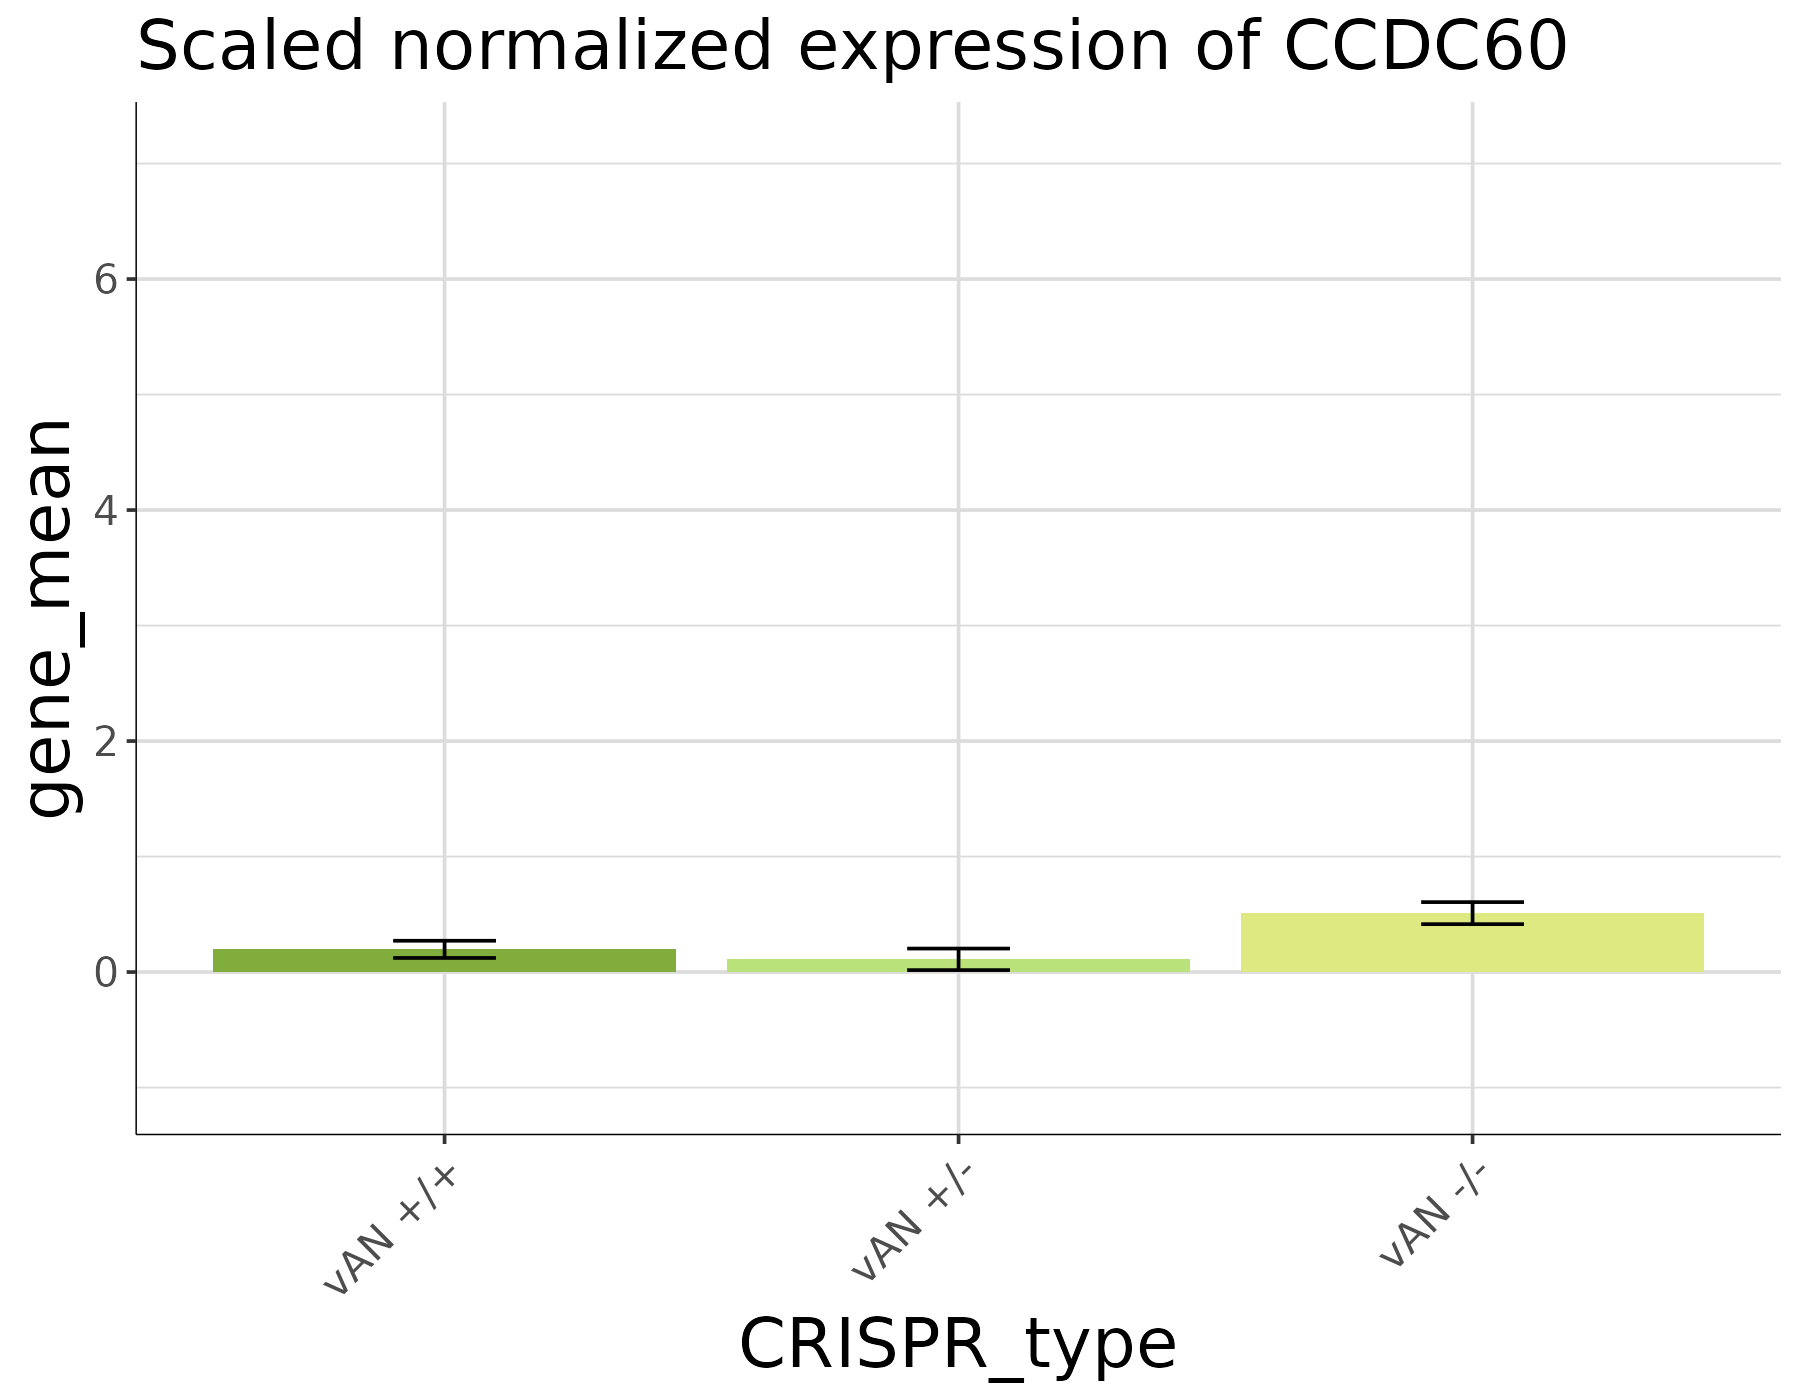 Scaled normalized expression of CCDC60
gene_mean
6
4
2
0
vAN +/+
vAN +/-
vAN -/-
CRISPR_type